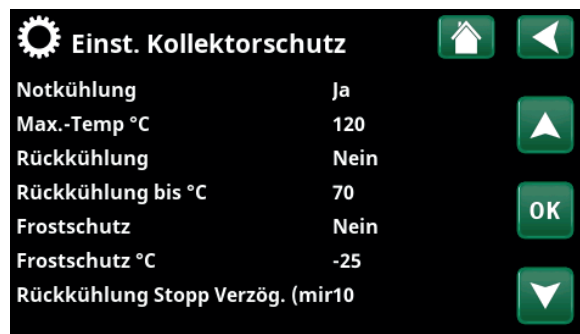 Einst. Kollektorschutz
Notkühlung Ja
Max.-Temp °C 120
Rückkühlung Nein
Rückkühlung bis °C 70
Frostschutz Nein
Frostschutz °C -25
Rückkühlung Stopp Verzög. (mir10
OK